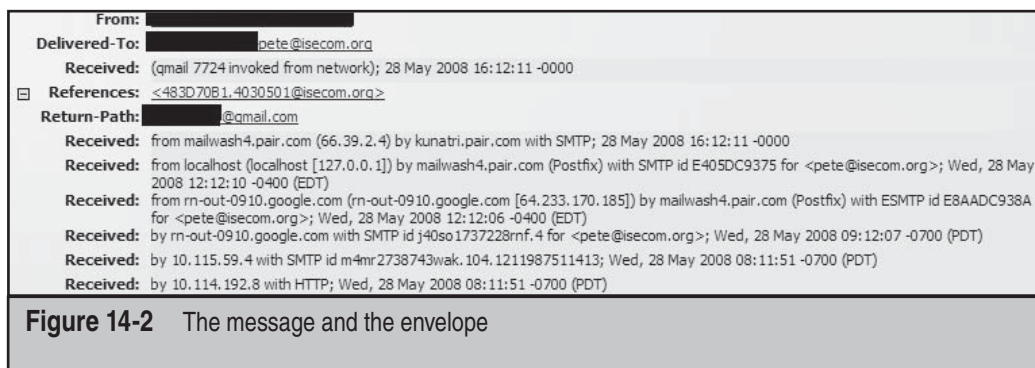 From:
Delivered-To: pete@isecom.org
Received: (qmail 7724 invoked from network); 28 May 2008 16:12:11 -0000
References: <483D70B1.4030501@isecom.org>
Return-Path: @gmail.com
Received: from mailwash4.pair.com (66.39.2.4) by kunatri.pair.com with SMTP; 28 May 2008 16:12:11 -0000
Received: from localhost (localhost [127.0.0.1]) by mailwash4.pair.com (Postfix) with SMTP id E405DC9375 for <pete@isecom.org>; Wed, 28 May
2008 12:12:10 -0400 (EDT)
Received: from rn-out-0910.google.com (rn-out-0910.google.com [64.233.170.185]) by mailwash4.pair.com (Postfix) with ESMTP id E8AADC938A
for <pete@isecom.org>; Wed, 28 May 2008 12:12:06 -0400 (EDT)
Received: by rn-out-0910.google.com with SMTP id j40so1737228rnf.4 for <pete@isecom.org>; Wed, 28 May 2008 09:12:07 -0700 (PDT)
Received: by 10.115.59.4 with SMTP id m4mr2738743wak.104.1211987511413; Wed, 28 May 2008 08:11:51 -0700 (PDT)
Received: by 10.114.192.8 with HTTP; Wed, 28 May 2008 08:11:51 -0700 (PDT)
Figure 14-2 The message and the envelope